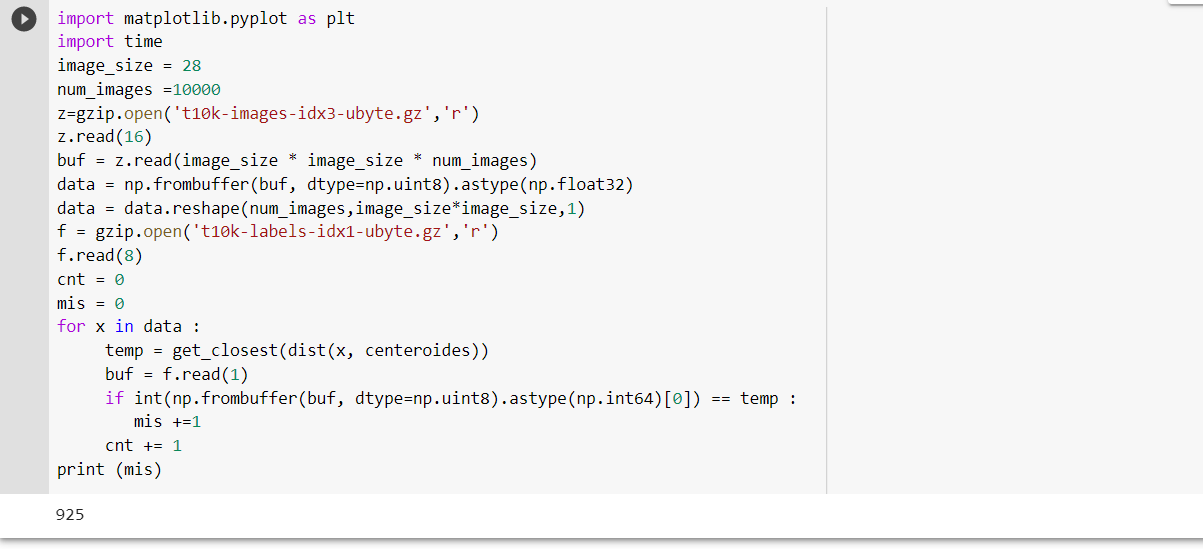 import matplotlib.pyplot as plt
import time
image_size = 28
num_images =10000
z=gzip.open('t10k-images-idx3-ubyte.gz','r')
z.read(16)
buf = z.read(image_size * image_size * num_images)
data = np.frombuffer(buf, dtype=np.uint8).astype(np.float32)
data = data.reshape(num_images,image_size*image_size,1)
f = gzip.open('t10k-labels-idx1-ubyte.gz','r')
f.read(8)
cnt = 0
mis = 0
for x in data :
     temp = get_closest(dist(x, centeroides))
     buf = f.read(1)
     if int(np.frombuffer(buf, dtype=np.uint8).astype(np.int64)[0]) == temp :
        mis +=1
     cnt += 1
print (mis)
925